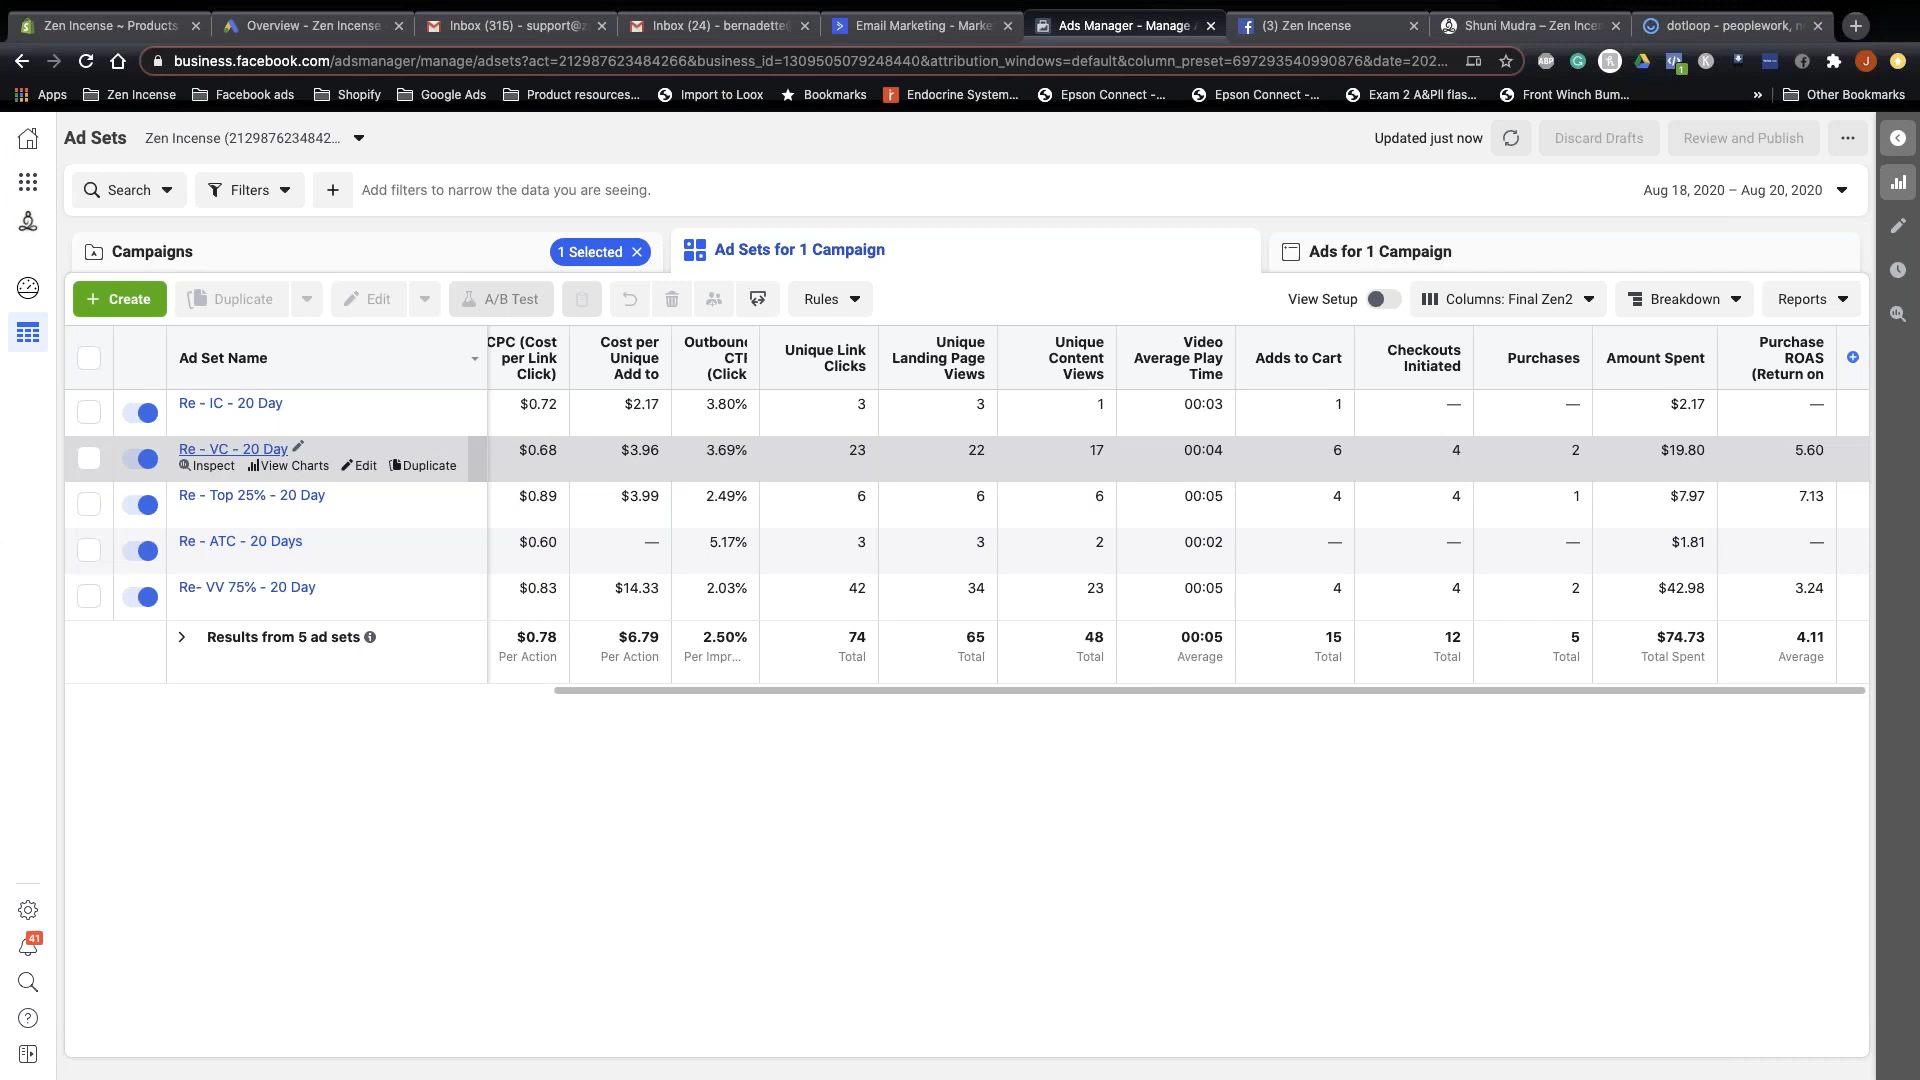 Zen Incense ~ Products
Overview - Zen Incense
Inbox (315) - support@z
Inbox (24) - bernadette
Email Marketing - Marke
Ads Manager - Manage A
(3) Zen Incense
Shuni Mudra – Zen Incen
dotloop - peoplework, n
business.facebook.com/adsmanager/manage/adsets?act=212987623484266&business_id=1309505079248440&attribution_windows=default&column_preset=697293540990876&date=202...
Apps
Zen Incense
Facebook ads
Shopify
Google Ads
Product resources...
Import to Loox
Bookmarks
Endocrine System...
Epson Connect -...
Epson Connect -...
Exam 2 A&PII flas...
Front Winch Bum...
»
Other Bookmarks
Ad Sets
Zen Incense (2129876234842...
Updated just now
Discard Drafts
Review and Publish
Search
Filters
Add filters to narrow the data you are seeing.
Aug 18, 2020 – Aug 20, 2020
Campaigns
1 Selected
Ad Sets for 1 Campaign
Ads for 1 Campaign
+ Create
Duplicate
Edit
A/B Test
Rules
View Setup
Columns: Final Zen2
Breakdown
Reports
Ad Set Name
CPC (Cost
per Link
Click)
Cost per
Unique
Add to
Outbound
CTR
(Click
Unique Link
Clicks
Unique
Landing Page
Views
Unique
Content
Views
Video
Average Play
Time
Adds to Cart
Checkouts
Initiated
Purchases
Amount Spent
Purchase
ROAS
(Return on
Re - IC - 20 Day $0.72 $2.17 3.80% 3 3 1 00:03 1 — — $2.17 —
Re - VC - 20 Day $0.68 $3.96 3.69% 23 22 17 00:04 6 4 2 $19.80 5.60
Inspect View Charts Edit Duplicate
Re - Top 25% - 20 Day $0.89 $3.99 2.49% 6 6 6 00:05 4 4 1 $7.97 7.13
Re - ATC - 20 Days $0.60 — 5.17% 3 3 2 00:02 — — — $1.81 —
Re- VV 75% - 20 Day $0.83 $14.33 2.03% 42 34 23 00:05 4 4 2 $42.98 3.24
Results from 5 ad sets $0.78 $6.79 2.50% 74 65 48 00:05 15 12 5 $74.73 4.11
Per Action Per Action Per Impr... Total Total Total Average Total Total Total Total Spent Average
41